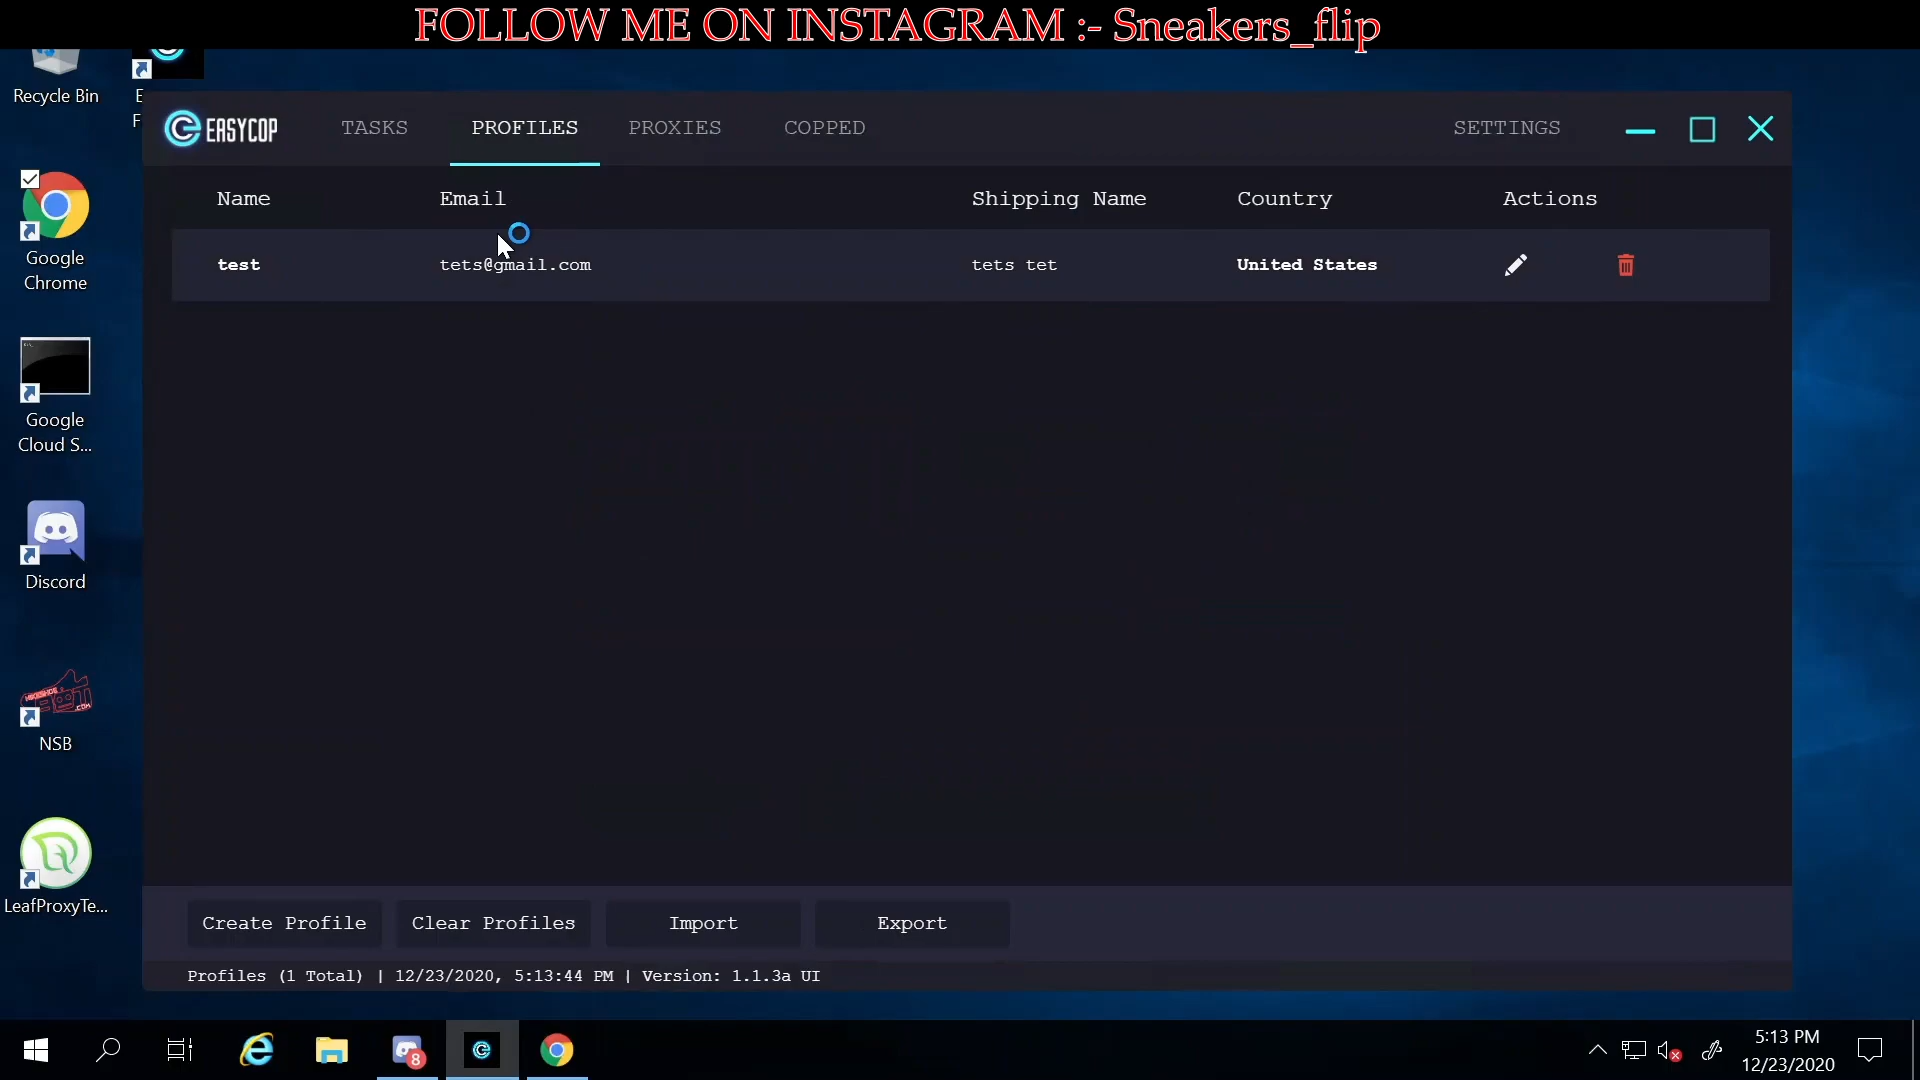 FOLLOW ME ON INSTAGRAM :- Sneakers_flip
Recycle Bin
E
F
EASYCOP
TASKS
PROFILES
PROXIES
COPPED
SETTINGS
Name
Email
Shipping Name
Country
Actions
test
tets@gmail.com
tets tet
United States
Google
Chrome
Google
Cloud S...
Discord
NSB
LeafProxyTe...
Create Profile
Clear Profiles
Import
Export
Profiles (1 Total) | 12/23/2020, 5:13:44 PM | Version: 1.1.3a UI
8
5:13 PM
12/23/2020